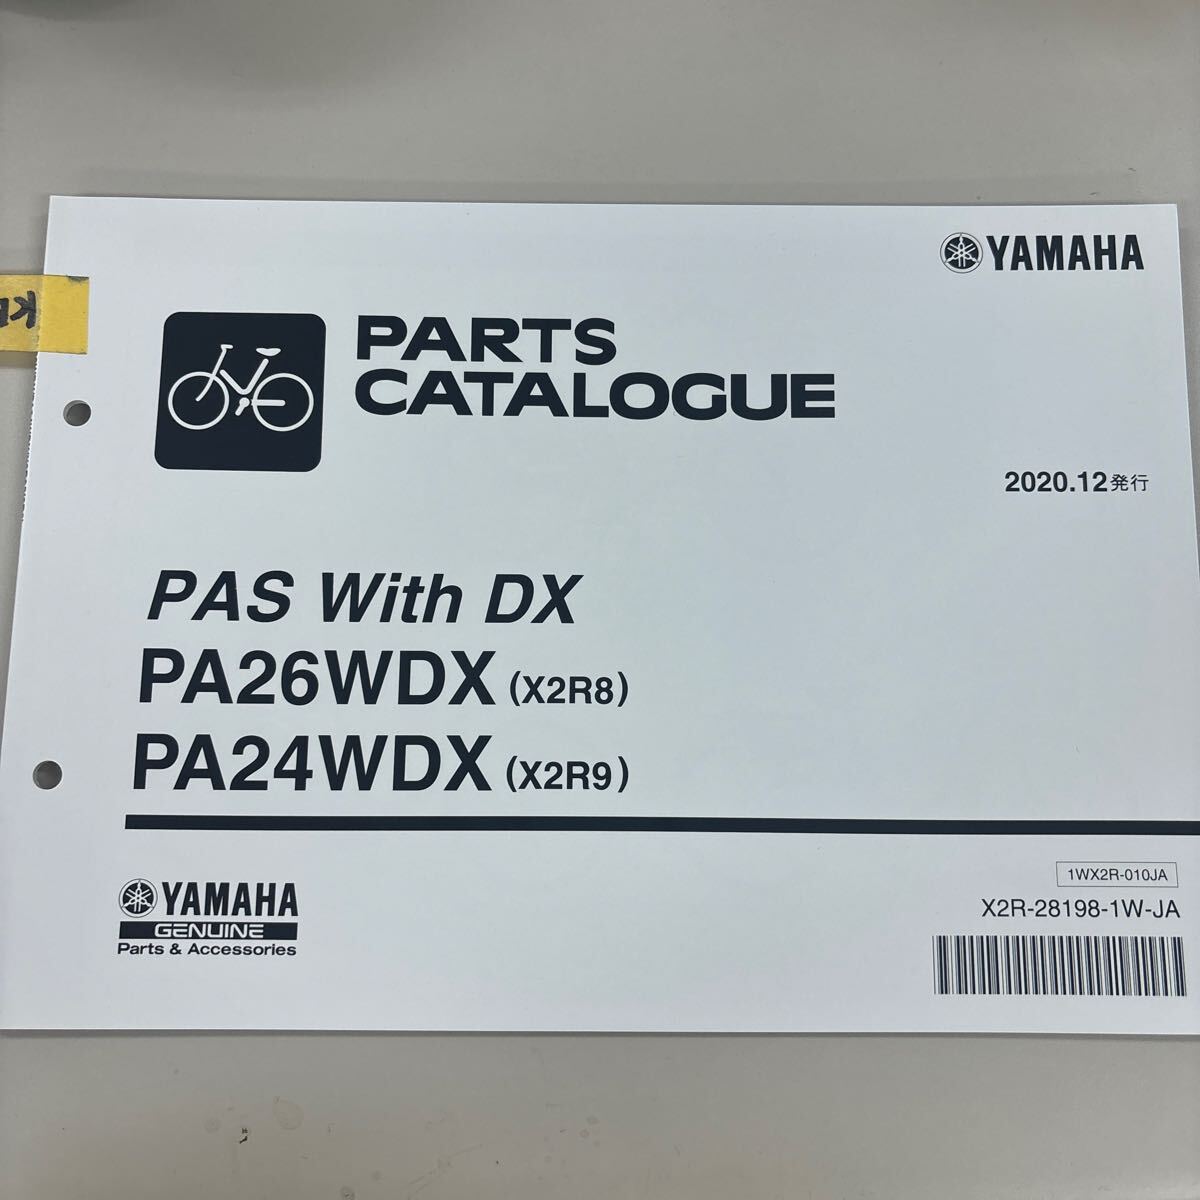 YAMAHA
PARTS
CATALOGUE
2020.12発行
PAS With DX
PA26WDX (X2R8)
PA24WDX (X2R9)
1WX2R-010JA
X2R-28198-1W-JA
YAMAHA
GENUINE
Parts & Accessories